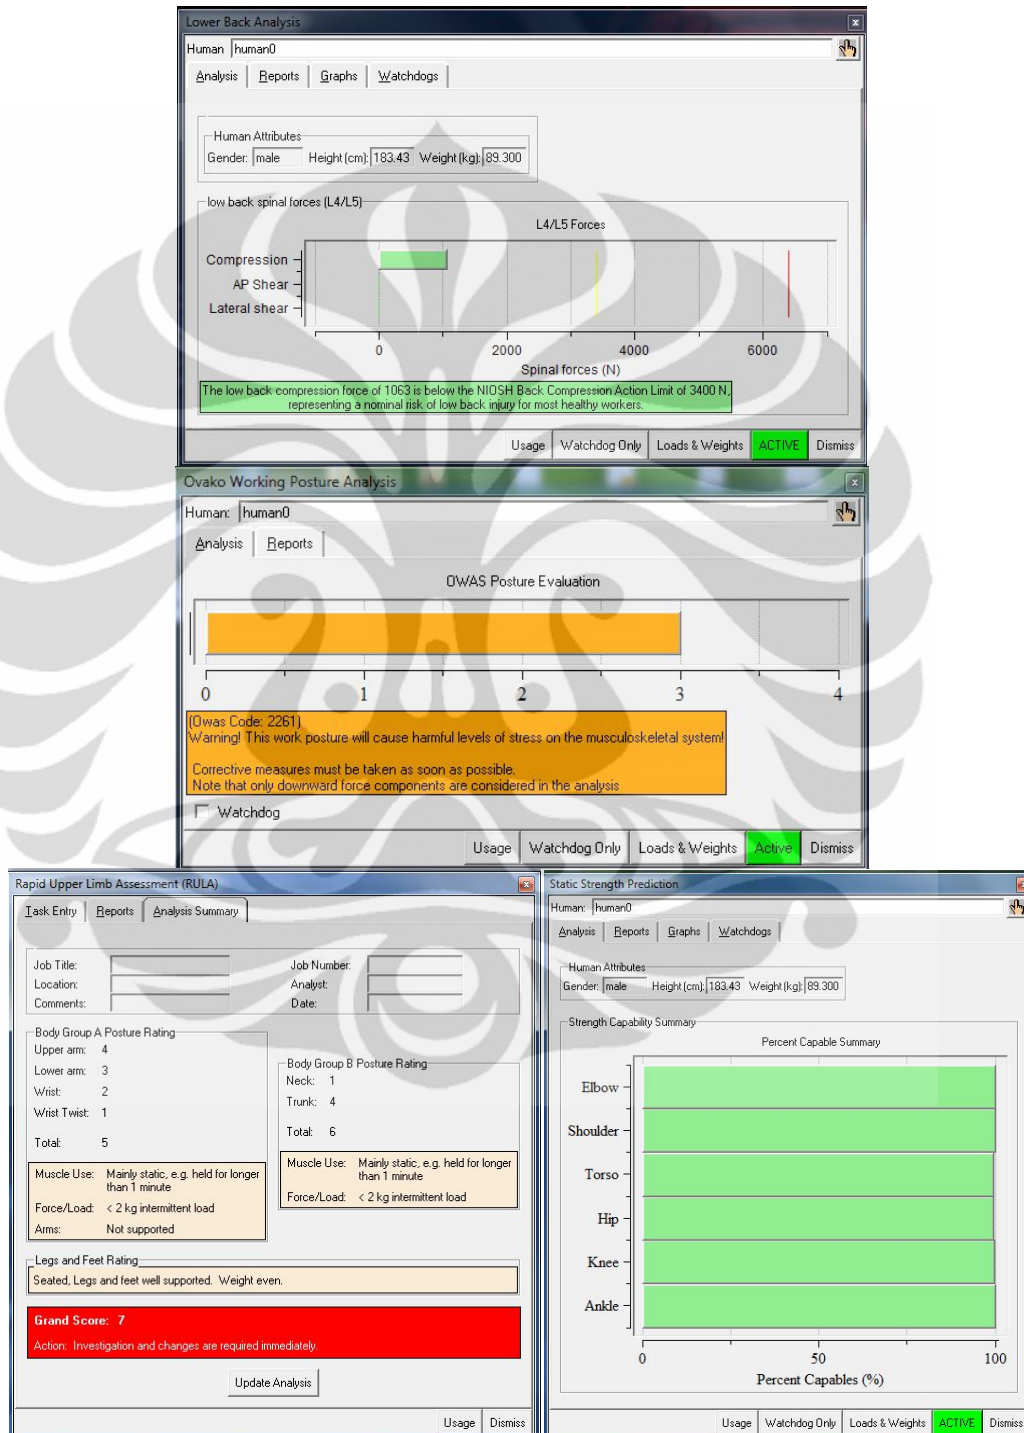 Lower Back Analysis
Human human0
Analysis Reports Graphs Watchdogs
Human Attributes
Gender: male Height (cm): 183.43 Weight (kg): 89.300
low back spinal forces (L4/L5)
L4/L5 Forces
Compression
AP Shear
Lateral shear
0 2000 4000 6000
Spinal forces (N)
The low back compression force of 1063 is below the NIOSH Back Compression Action Limit of 3400 N,
representing a nominal risk of low back injury for most healthy workers.
Usage Watchdog Only Loads & Weights ACTIVE Dismiss
Ovako Working Posture Analysis
Human: human0
Analysis Reports
OWAS Posture Evaluation
0 1 2 3 4
(Owas Code: 2261)
Warning! This work posture will cause harmful levels of stress on the musculoskeletal system!
Corrective measures must be taken as soon as possible.
Note that only downward force components are considered in the analysis
Watchdog
Usage Watchdog Only Loads & Weights Active Dismiss
Rapid Upper Limb Assessment (RULA)
Task Entry Reports Analysis Summary
Job Title: Job Number:
Location: Analyst:
Comments: Date:
Body Group A Posture Rating
Upper arm: 4
Lower arm: 3
Wrist: 2
Wrist Twist: 1
Total: 5
Muscle Use: Mainly static, e.g. held for longer
than 1 minute
Force/Load: < 2 kg intermittent load
Arms: Not supported
Body Group B Posture Rating
Neck: 1
Trunk: 4
Total: 6
Muscle Use: Mainly static, e.g. held for longer
than 1 minute
Force/Load: < 2 kg intermittent load
Legs and Feet Rating
Seated, Legs and feet well supported. Weight even.
Grand Score: 7
Action: Investigation and changes are required immediately.
Update Analysis
Usage Dismiss
Static Strength Prediction
Human: human0
Analysis Reports Graphs Watchdogs
Human Attributes
Gender: male Height (cm): 183.43 Weight (kg): 89.300
Strength Capability Summary
Percent Capable Summary
Elbow
Shoulder
Torso
Hip
Knee
Ankle
0 50 100
Percent Capables (%)
Usage Watchdog Only Loads & Weights ACTIVE Dismiss